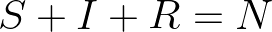 S + I + R = N